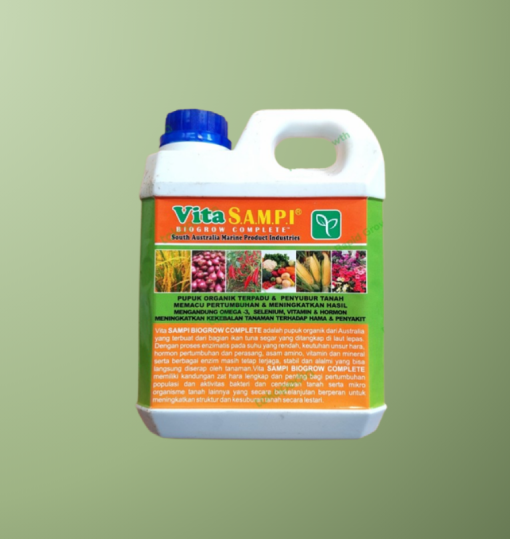 Vita S.A.M.P.I®
BIOGROW COMPLETE™
South Australia Marine Product Industries
PUPUK ORGANIK TERPADU & PENYUBUR TANAH
MEMACU PERTUMBUHAN & MENINGKATKAN HASIL
MENGANDUNG OMEGA -3, SELENIUM, VITAMIN & HORMON
MENINGKATKAN KEKEBALAN TANAMAN TERHADAP HAMA & PENYAKIT
Vita SAMPI BIOGROW COMPLETE adalah pupuk organik dari Australia
yang terbuat dari bagian ikan tuna segar yang ditangkap di laut lepas.
Dengan proses enzimatis pada suhu yang rendah, keutuhan unsur hara,
hormon pertumbuhan dan perasang, asam amino, vitamin dan mineral
serta berbagai enzim masih tetap terjaga, stabil dan alami yang bisa
langsung diserap oleh tanaman. Vita SAMPI BIOGROW COMPLETE
memiliki kandungan zat hara lengkap dan penting bagi pertumbuhan
populasi dan aktivitas bakteri dan cendawan tanah serta mikro
organisme tanah lainnya yang secara berkelanjutan berperan untuk
meningkatkan struktur dan kesuburan tanah secara lestari.